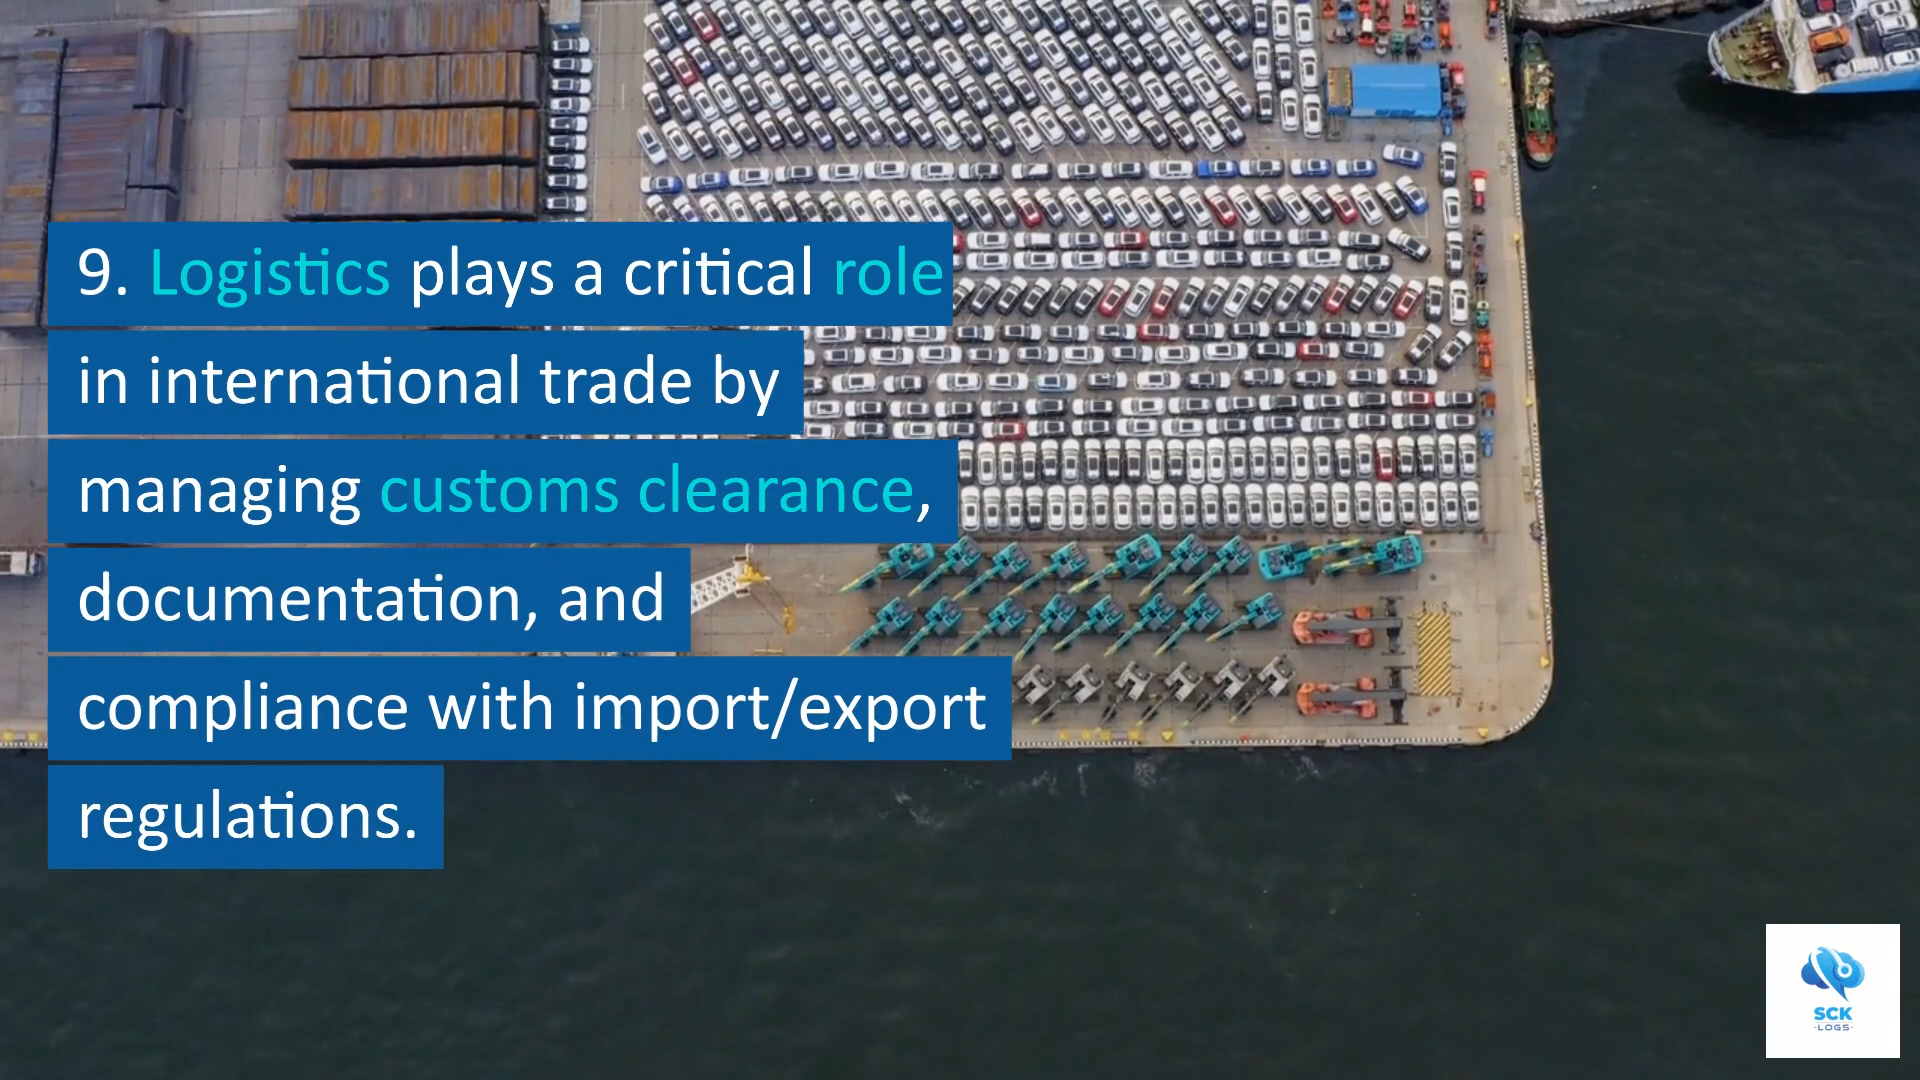 9. Logistics plays a critical role
in international trade by
managing customs clearance,
documentation, and
compliance with import/export
regulations.
SCK
-LOGS-